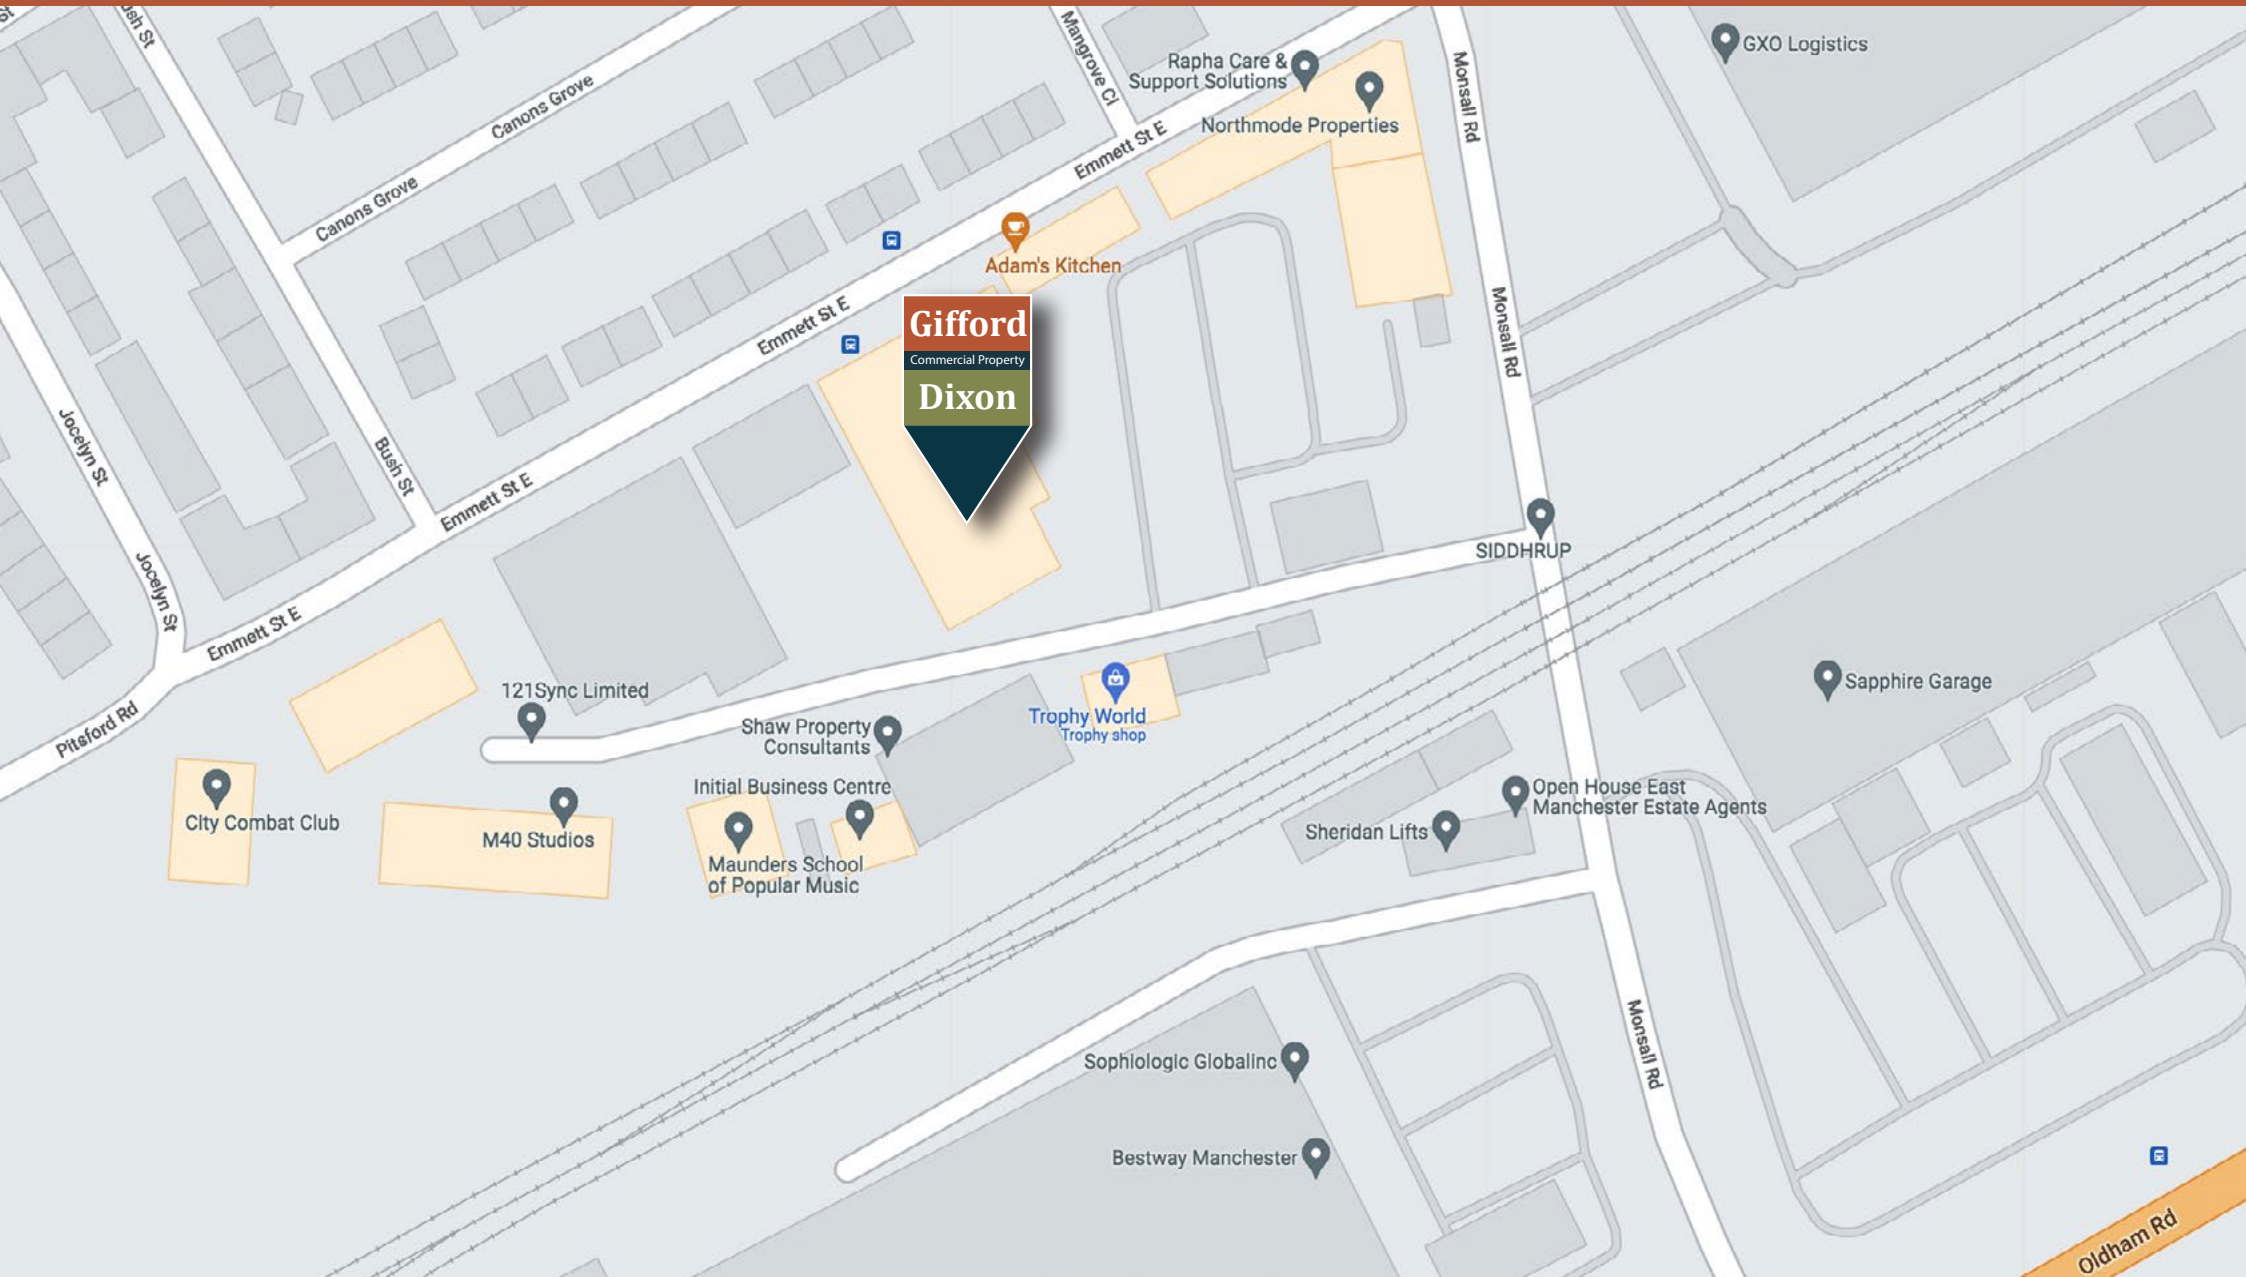 St
ush St
Mangrove Cl
GXO Logistics
Rapha Care &
Support Solutions
Monsall Rd
Canons Grove
Northmode Properties
Emmett St E
Canons Grove
Adam's Kitchen
Gifford
Commercial Property
Dixon
Emmett St E
Monsall Rd
Jocelyn St
Bush St
Emmett St E
SIDDHRUP
Jocelyn St
Emmett St E
121Sync Limited
Sapphire Garage
Pitsford Rd
Shaw Property
Consultants
Trophy World
Trophy shop
Initial Business Centre
Open House East
Manchester Estate Agents
City Combat Club
M40 Studios
Sheridan Lifts
Maunders School
of Popular Music
Monsall Rd
Sophiologic Globalinc
Bestway Manchester
Oldham Rd